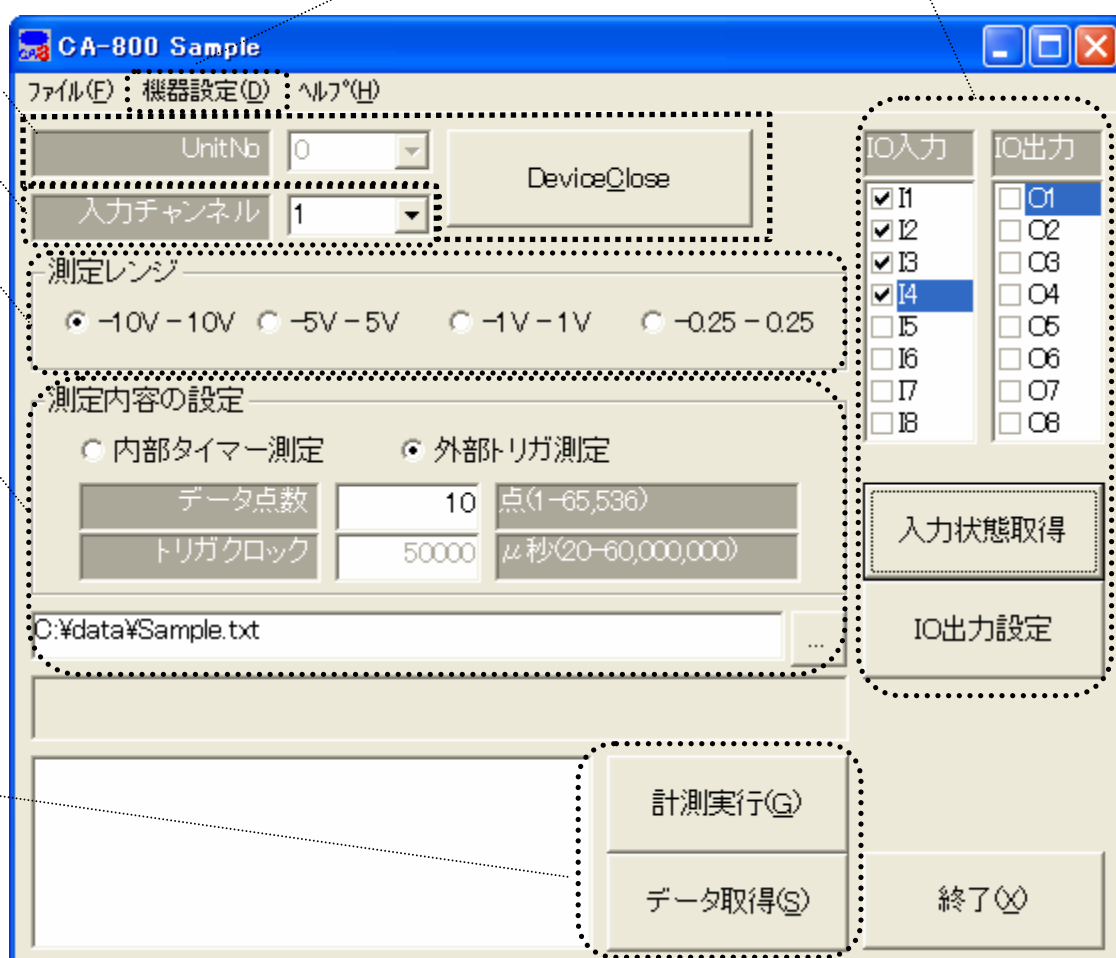 CA-800 Sample
ファイル(F) 機器設定(D) ヘルプ(H)
UnitNo 0
DeviceClose
入力チャンネル 1
測定レンジ
-10V - 10V -5V - 5V -1V - 1V -0.25 - 0.25
測定内容の設定
内部タイマー測定 外部トリガ測定
データ点数 10 点(1-65,536)
トリガクロック 50000 μ秒(20-60,000,000)
C:¥data¥Sample.txt ...
IO入力 IO出力
I1 O1
I2 O2
I3 O3
I4 O4
I5 O5
I6 O6
I7 O7
I8 O8
入力状態取得
IO出力設定
計測実行(G)
データ取得(S)
終了(X)